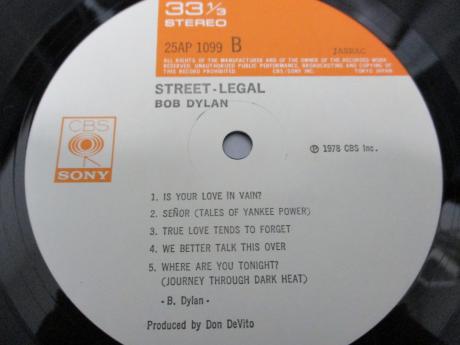 33 1/3
STEREO
25AP 1099 B
JASRAC
ALL RIGHTS OF THE MANUFACTURER AND OF THE OWNER OF THE RECORDED WORK
RESERVED. UNAUTHORIZED PUBLIC PERFORMANCE, BROADCASTING AND COPYING OF
THIS RECORD PROHIBITED. CBS/SONY INC. TOKYO JAPAN
STREET-LEGAL
BOB DYLAN
CBS
SONY
℗ 1978 CBS Inc.
1. IS YOUR LOVE IN VAIN?
2. SEÑOR (TALES OF YANKEE POWER)
3. TRUE LOVE TENDS TO FORGET
4. WE BETTER TALK THIS OVER
5. WHERE ARE YOU TONIGHT?
(JOURNEY THROUGH DARK HEAT)
- B. Dylan -
Produced by Don DeVito